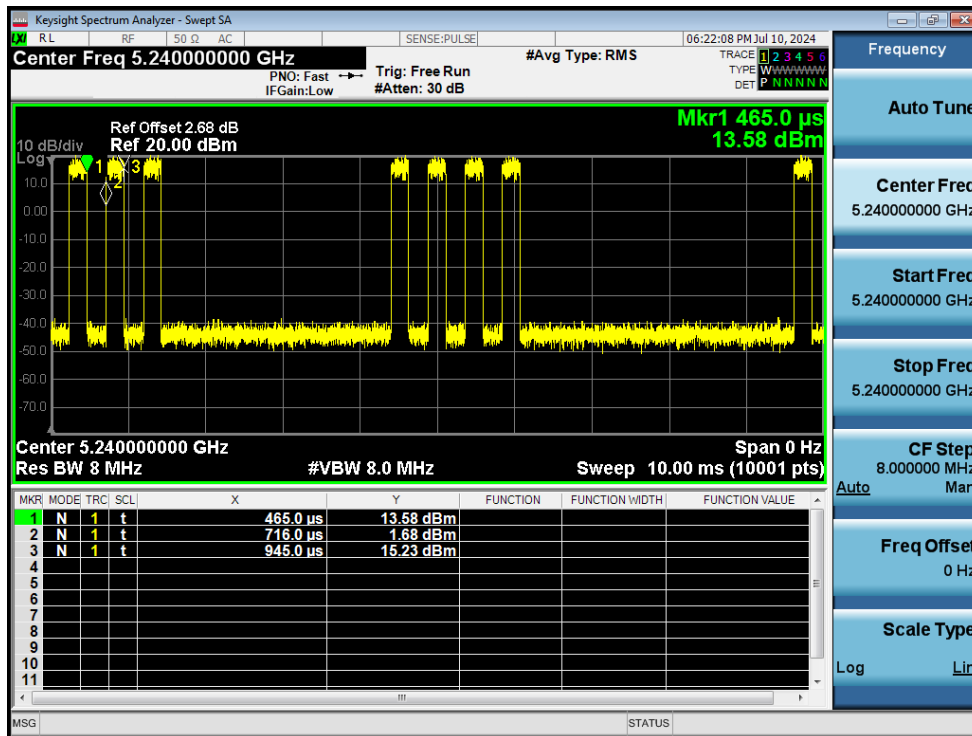 Keysight Spectrum Analyzer - Swept SA
LXI RL RF 50 Ω AC SENSE:PULSE 06:22:08 PM Jul 10, 2024
Center Freq 5.240000000 GHz
#Avg Type: RMS
TRACE 1 2 3 4 5 6
TYPE WWWWWW
DET P N N N N N
PNO: Fast
IFGain:Low
Trig: Free Run
#Atten: 30 dB
Mkr1 465.0 µs
13.58 dBm
Ref Offset 2.68 dB
10 dB/div Ref 20.00 dBm
Log
1
2
3
10.0
0.00
-10.0
-20.0
-30.0
-40.0
-50.0
-60.0
-70.0
Center 5.240000000 GHz Span 0 Hz
Res BW 8 MHz #VBW 8.0 MHz Sweep 10.00 ms (10001 pts)
MKR MODE TRC SCL X Y FUNCTION FUNCTION WIDTH FUNCTION VALUE
1 N 1 t 465.0 µs 13.58 dBm
2 N 1 t 716.0 µs 1.68 dBm
3 N 1 t 945.0 µs 15.23 dBm
4
5
6
7
8
9
10
11
MSG STATUS
Frequency
Auto Tune
Center Freq
5.240000000 GHz
Start Freq
5.240000000 GHz
Stop Freq
5.240000000 GHz
CF Step
8.000000 MHz
Auto Man
Freq Offset
0 Hz
Scale Type
Log Lin